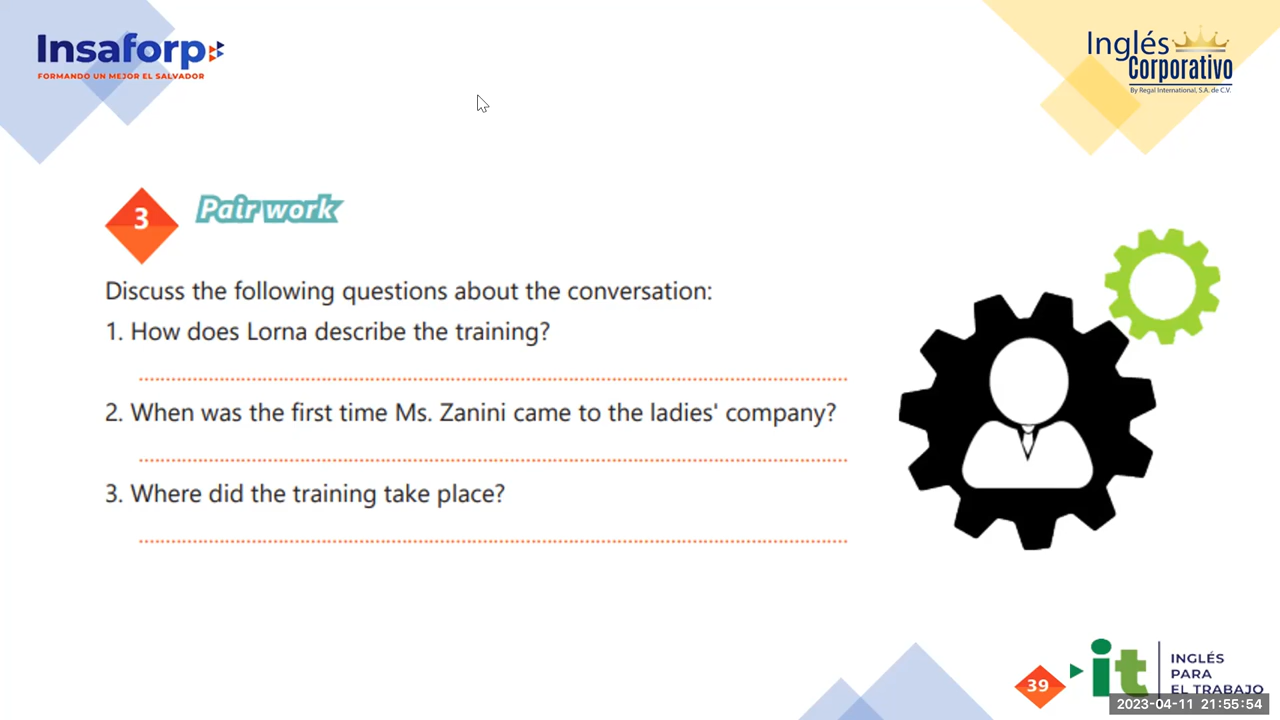 Insaforp
FORMANDO UN MEJOR EL SALVADOR
Inglés
Corporativo
By Regal International, S.A. de C.V.
3
Pair work
Discuss the following questions about the conversation:
1. How does Lorna describe the training?
2. When was the first time Ms. Zanini came to the ladies' company?
3. Where did the training take place?
39
it
INGLÉS
PARA
EL TRABAJO
2023-04-11 21:55:54